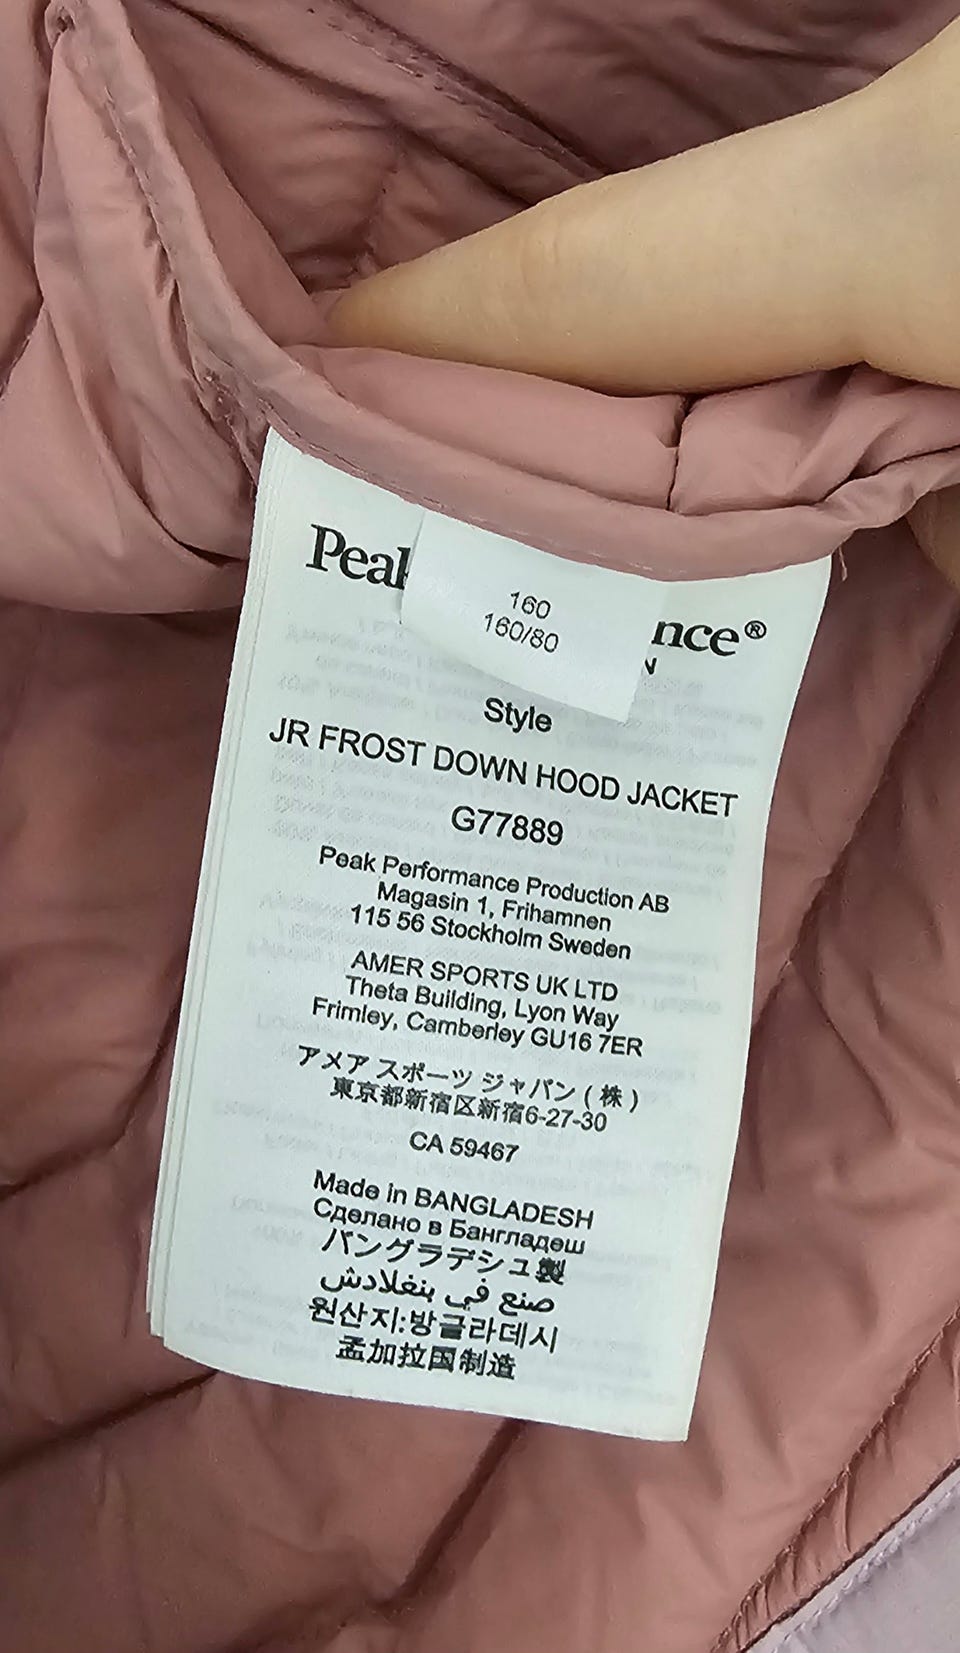 Peak
nce®
160
160/80
N
Style
JR FROST DOWN HOOD JACKET
G77889
Peak Performance Production AB
Magasin 1, Frihamnen
115 56 Stockholm Sweden
AMER SPORTS UK LTD
Theta Building, Lyon Way
Frimley, Camberley GU16 7ER
アメア スポーツ ジャパン ( 株 )
東京都新宿区新宿6-27-30
CA 59467
Made in BANGLADESH
Сделано в Бангладеш
バングラデシュ製
صنع في بنغلادش
원산지:방글라데시
孟加拉国制造